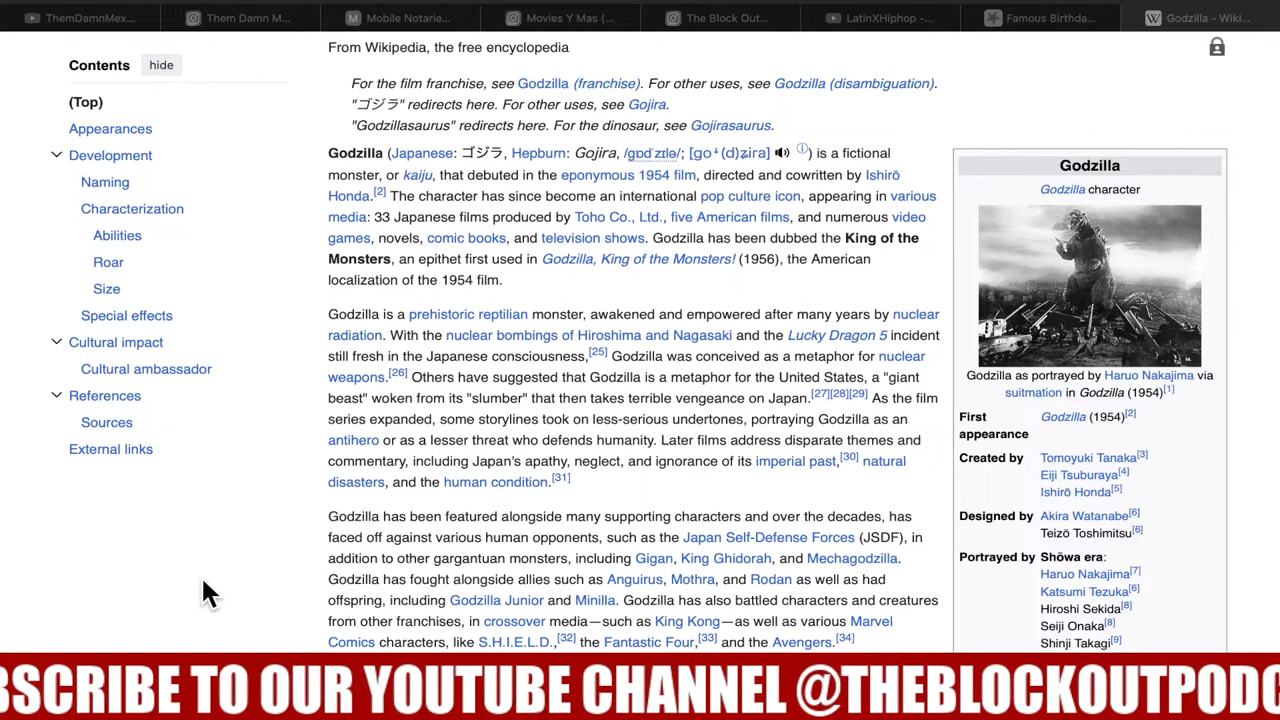 ThemDamnMex...
Them Damn M...
Mobile Notarie...
Movies Y Mas (...
The Block Out...
LatinXHiphop -...
Famous Birthda...
Godzilla - Wiki...
From Wikipedia, the free encyclopedia
Contents hide
(Top)
Appearances
Development
Naming
Characterization
Abilities
Roar
Size
Special effects
Cultural impact
Cultural ambassador
References
Sources
External links
For the film franchise, see Godzilla (franchise). For other uses, see Godzilla (disambiguation).
"ゴジラ" redirects here. For other uses, see Gojira.
"Godzillasaurus" redirects here. For the dinosaur, see Gojirasaurus.
Godzilla (Japanese: ゴジラ, Hepburn: Gojira, /ɡɒdˈzɪlə/; [ɡoꜜ(d)ʑiɾa] ⓘ) is a fictional
monster, or kaiju, that debuted in the eponymous 1954 film, directed and cowritten by Ishirō
Honda.[2] The character has since become an international pop culture icon, appearing in various
media: 33 Japanese films produced by Toho Co., Ltd., five American films, and numerous video
games, novels, comic books, and television shows. Godzilla has been dubbed the King of the
Monsters, an epithet first used in Godzilla, King of the Monsters! (1956), the American
localization of the 1954 film.
Godzilla is a prehistoric reptilian monster, awakened and empowered after many years by nuclear
radiation. With the nuclear bombings of Hiroshima and Nagasaki and the Lucky Dragon 5 incident
still fresh in the Japanese consciousness,[25] Godzilla was conceived as a metaphor for nuclear
weapons.[26] Others have suggested that Godzilla is a metaphor for the United States, a "giant
beast" woken from its "slumber" that then takes terrible vengeance on Japan.[27][28][29] As the film
series expanded, some storylines took on less-serious undertones, portraying Godzilla as an
antihero or as a lesser threat who defends humanity. Later films address disparate themes and
commentary, including Japan's apathy, neglect, and ignorance of its imperial past,[30] natural
disasters, and the human condition.[31]
Godzilla has been featured alongside many supporting characters and over the decades, has
faced off against various human opponents, such as the Japan Self-Defense Forces (JSDF), in
addition to other gargantuan monsters, including Gigan, King Ghidorah, and Mechagodzilla.
Godzilla has fought alongside allies such as Anguirus, Mothra, and Rodan as well as had
offspring, including Godzilla Junior and Minilla. Godzilla has also battled characters and creatures
from other franchises, in crossover media—such as King Kong—as well as various Marvel
Comics characters, like S.H.I.E.L.D.,[32] the Fantastic Four,[33] and the Avengers.[34]
Godzilla
Godzilla character
Godzilla as portrayed by Haruo Nakajima via
suitmation in Godzilla (1954)[1]
First appearance Godzilla (1954)[2]
Created by Tomoyuki Tanaka[3]
Eiji Tsuburaya[4]
Ishirō Honda[5]
Designed by Akira Watanabe[6]
Teizō Toshimitsu[6]
Portrayed by Shōwa era:
Haruo Nakajima[7]
Katsumi Tezuka[6]
Hiroshi Sekida[8]
Seiji Onaka[8]
Shinji Takagi[9]
BSCRIBE TO OUR YOUTUBE CHANNEL @THEBLOCKOUTPODC